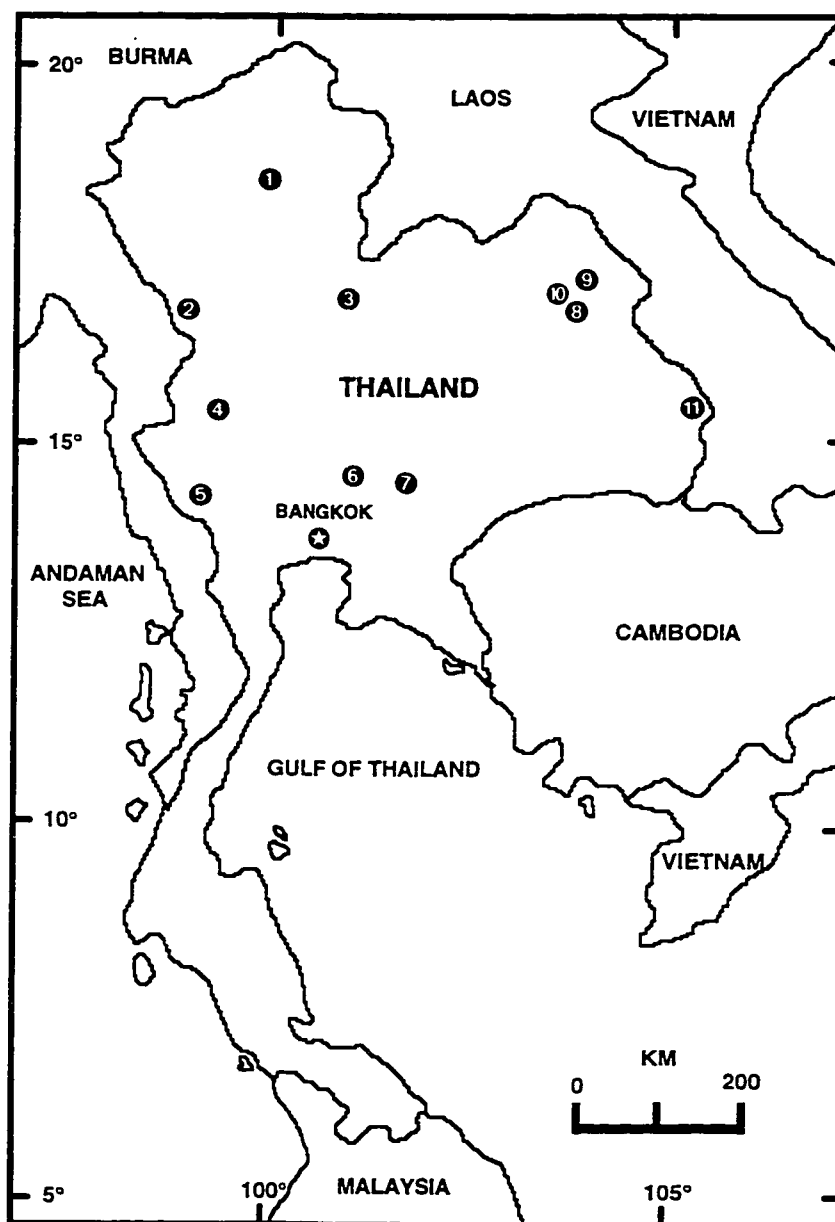 BURMA
20°
LAOS
VIETNAM
1
9
10
8
2
3
THAILAND
4
11
15°
6
7
5
BANGKOK
ANDAMAN
SEA
CAMBODIA
GULF OF THAILAND
10°
VIETNAM
KM
0 200
5°
100°
MALAYSIA
105°